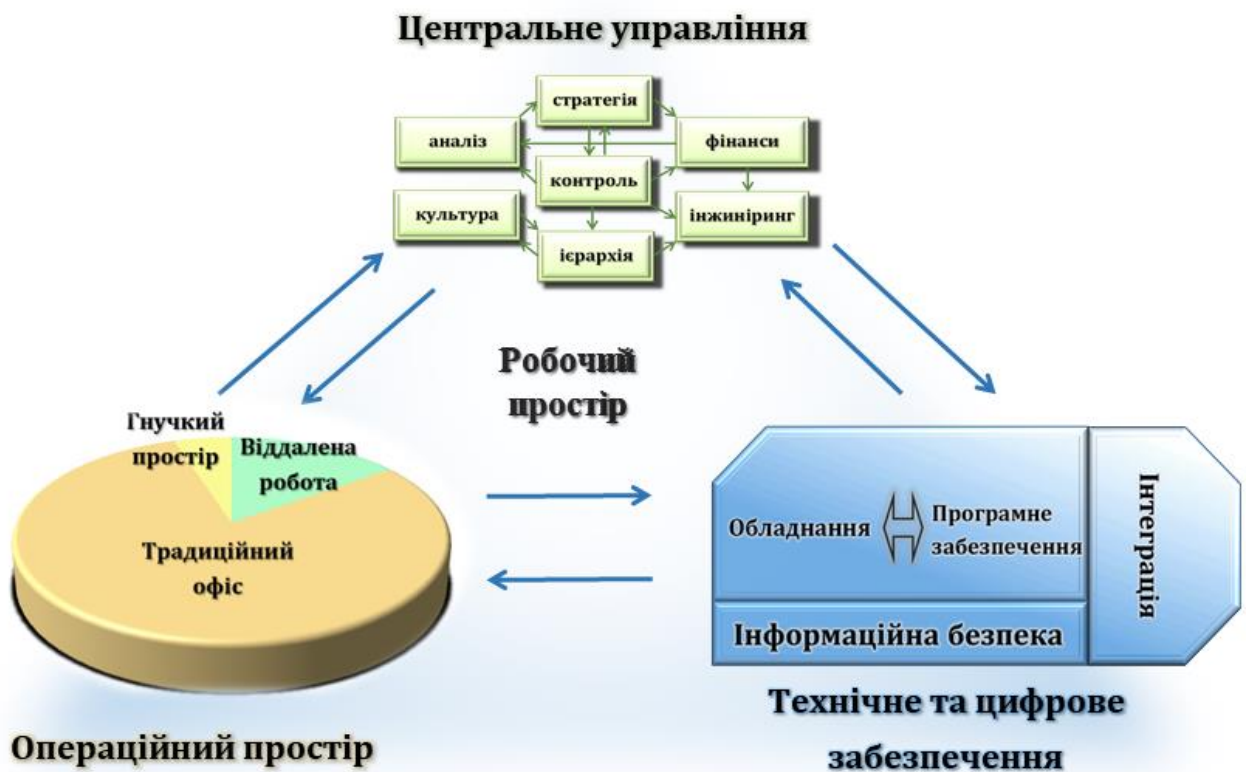 Центральне управління
стратегія
аналіз
фінанси
контроль
культура
інжиніринг
ієрархія
Робочий
простір
Гнучкий
простір
Віддалена
робота
Традиційний
офіс
Операційний простір
Обладнання
Програмне
забезпечення
Інтеграція
Інформаційна безпека
Технічне та цифрове
забезпечення